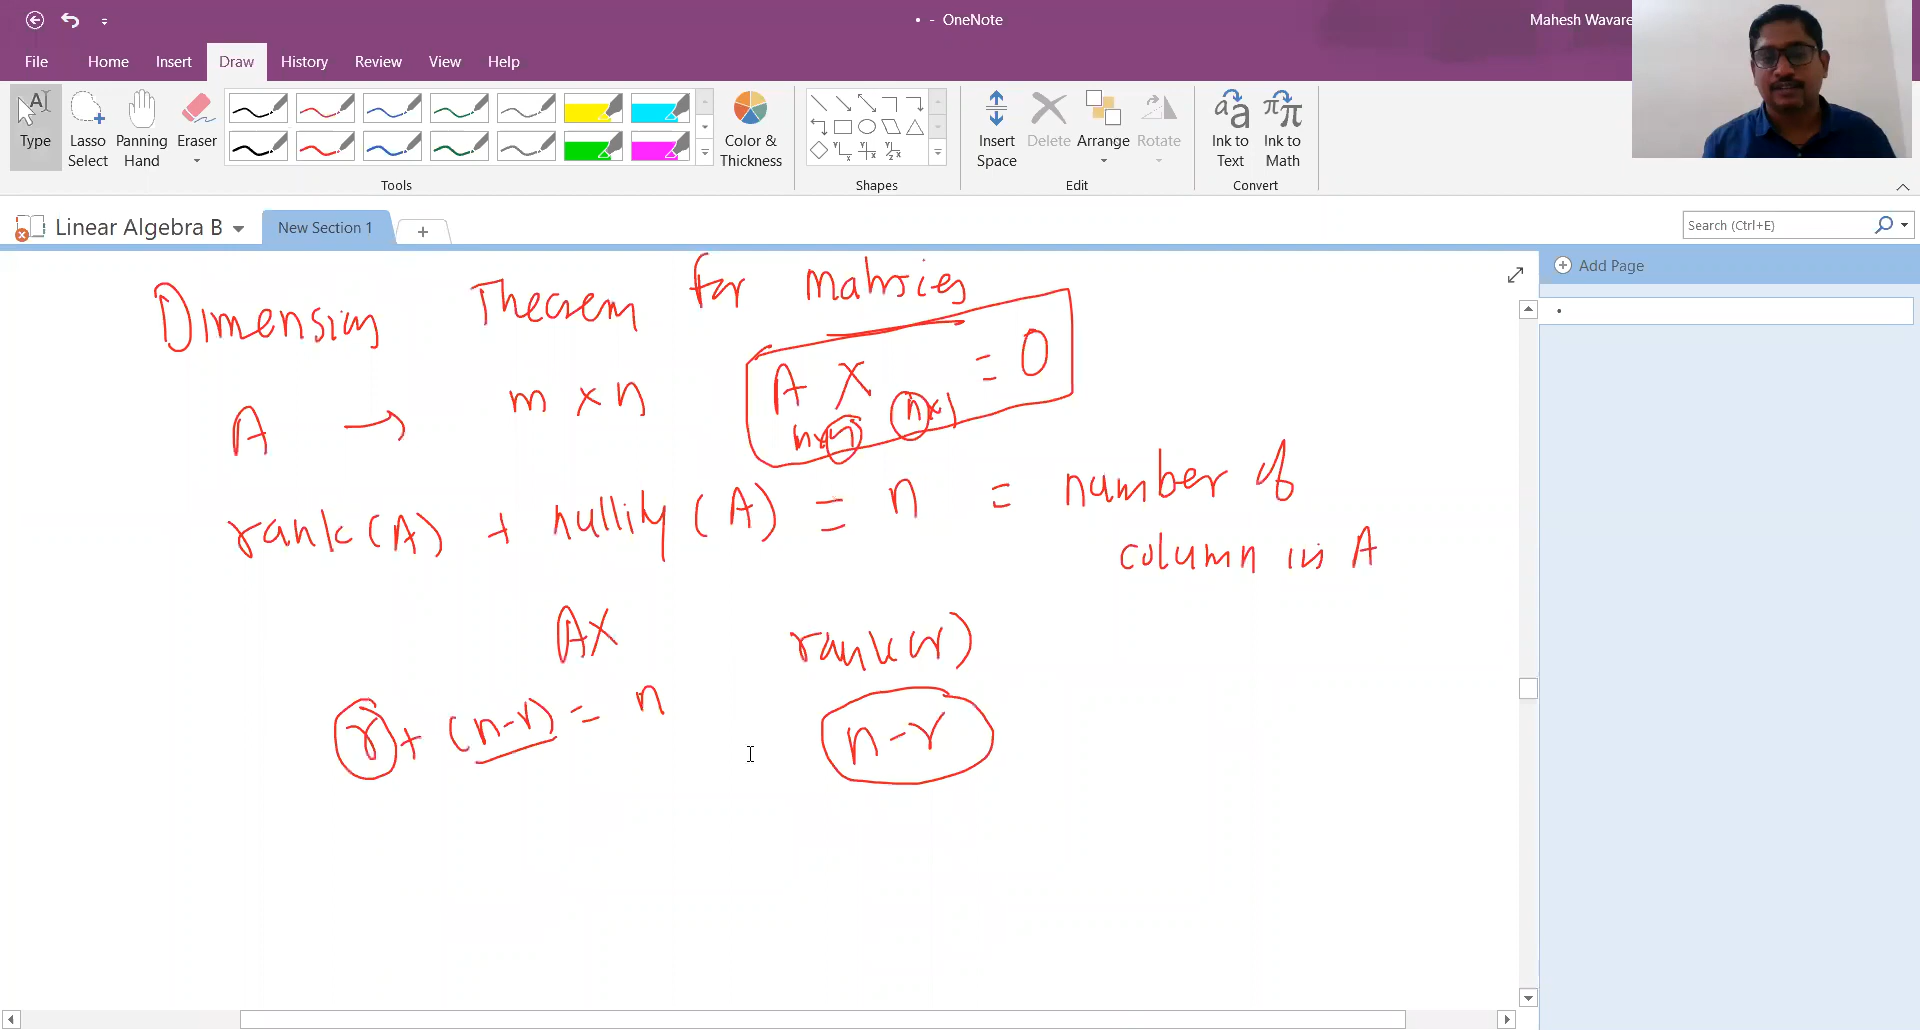 - OneNote
Mahesh Wavare
File Home Insert Draw History Review View Help
Type
Lasso Select
Panning Hand
Eraser
Color & Thickness
Insert Space
Delete
Arrange
Rotate
Ink to Text
Ink to Math
Tools
Shapes
Edit
Convert
Linear Algebra B
New Section 1
Search (Ctrl+E)
Add Page
Dimension Theorem for matrices
A X = 0
A → m × n
n×1
rank(A) + nullity(A) = n = number of
column in A
AX rank(r)
r + (n-r) = n
n-r